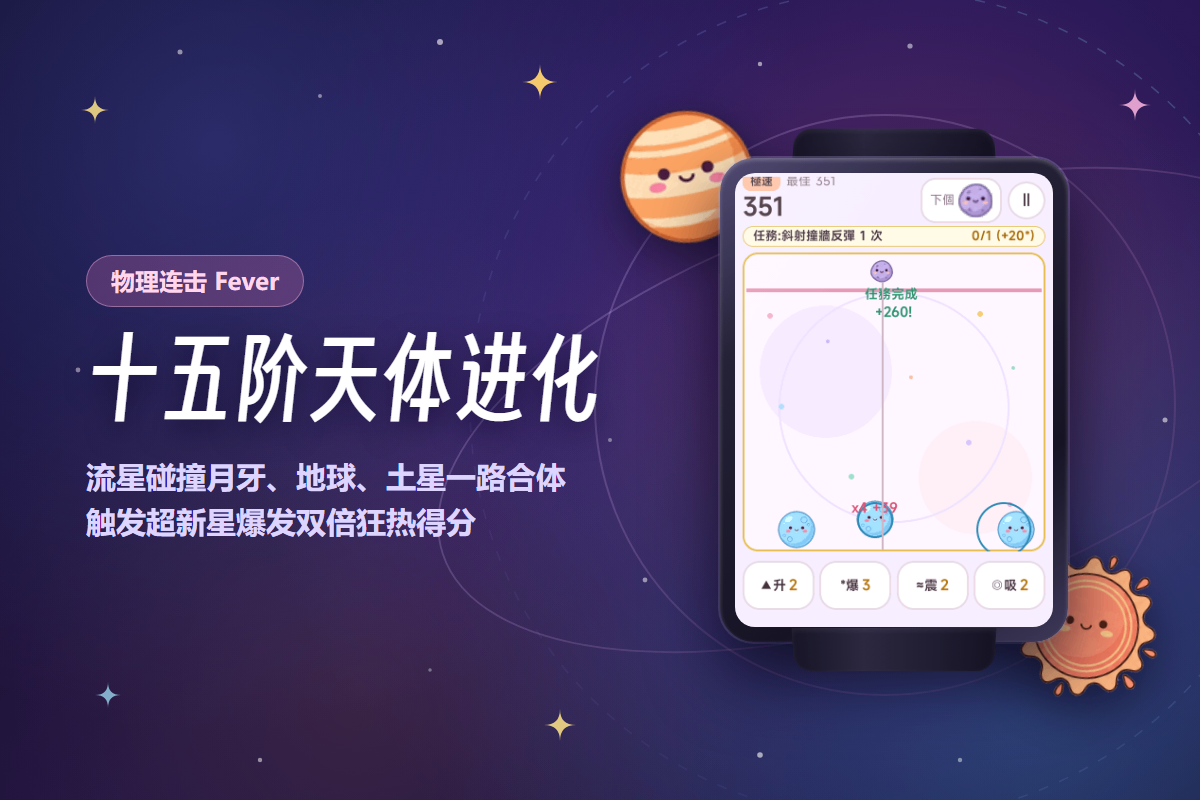 物理连击 Fever
十五阶天体进化
流星碰撞月牙、地球、土星一路合体
触发超新星爆发双倍狂热得分
極速 最佳 351
351
下個
任務:斜射撞牆反彈 1 次 0/1 (+20*)
任務完成
+260!
x4 +39
▲升 2
*爆 3
≈震 2
◎吸 2